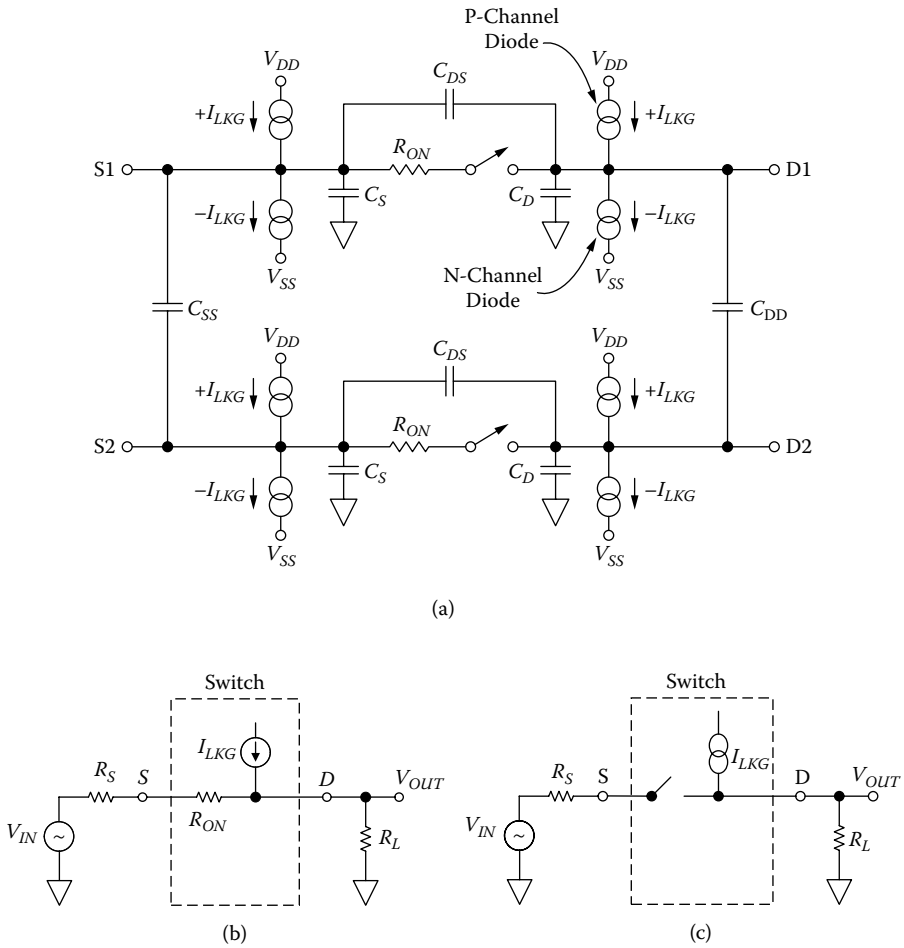 P-Channel
Diode
V_DD
V_DD
C_DS
+I_LKG
+I_LKG
R_ON
S1
D1
C_S
C_D
−I_LKG
−I_LKG
V_SS
V_SS
N-Channel
Diode
C_SS
C_DD
V_DD
V_DD
C_DS
+I_LKG
+I_LKG
R_ON
S2
D2
C_S
C_D
−I_LKG
−I_LKG
V_SS
V_SS
(a)
Switch
I_LKG
R_S
S
D
V_OUT
R_ON
V_IN
~
R_L
(b)
Switch
I_LKG
R_S
S
D
V_OUT
V_IN
~
R_L
(c)